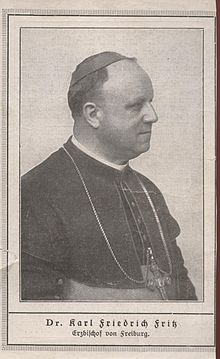 Dr. Karl Friedrich Fritz
Erzbischof von Freiburg.